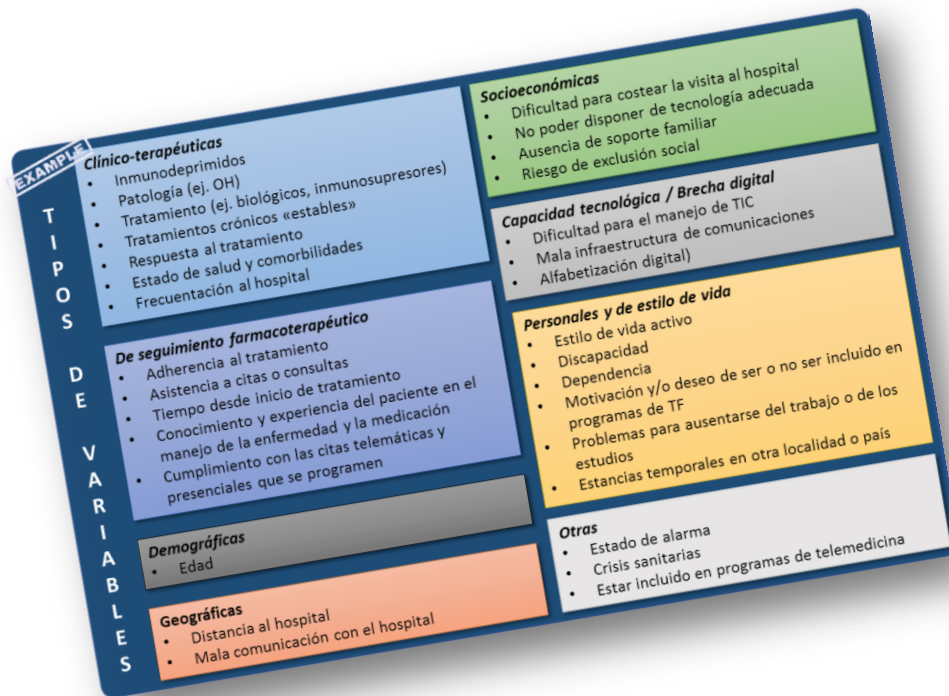 EXAMPLE
TIPOS DE VARIABLES
Clínico-terapéuticas
• Inmunodeprimidos
• Patología (ej. OH)
• Tratamiento (ej. biológicos, inmunosupresores)
• Tratamientos crónicos «estables»
• Respuesta al tratamiento
• Estado de salud y comorbilidades
• Frecuentación al hospital
De seguimiento farmacoterapéutico
• Adherencia al tratamiento
• Asistencia a citas o consultas
• Tiempo desde inicio de tratamiento
• Conocimiento y experiencia del paciente en el
manejo de la enfermedad y la medicación
• Cumplimiento con las citas telemáticas y
presenciales que se programen
Demográficas
• Edad
Geográficas
• Distancia al hospital
• Mala comunicación con el hospital
Socioeconómicas
• Dificultad para costear la visita al hospital
• No poder disponer de tecnología adecuada
• Ausencia de soporte familiar
• Riesgo de exclusión social
Capacidad tecnológica / Brecha digital
• Dificultad para el manejo de TIC
• Mala infraestructura de comunicaciones
• Alfabetización digital)
Personales y de estilo de vida
• Estilo de vida activo
• Discapacidad
• Dependencia
• Motivación y/o deseo de ser o no ser incluido en
programas de TF
• Problemas para ausentarse del trabajo o de los
estudios
• Estancias temporales en otra localidad o país
Otras
• Estado de alarma
• Crisis sanitarias
• Estar incluido en programas de telemedicina